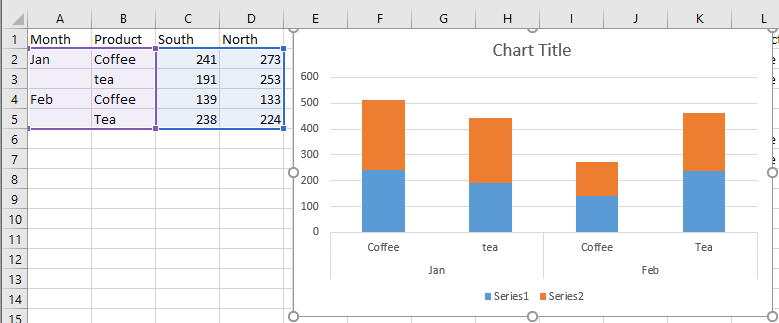 A B C D E F G H I J K L
1 Month Product South North
2 Jan Coffee 241 273
3 tea 191 253
4 Feb Coffee 139 133
5 Tea 238 224
6
7
8
9
10
11
12
13
14
15
Chart Title
600
500
400
300
200
100
0
Coffee tea Coffee Tea
Jan Feb
Series1 Series2